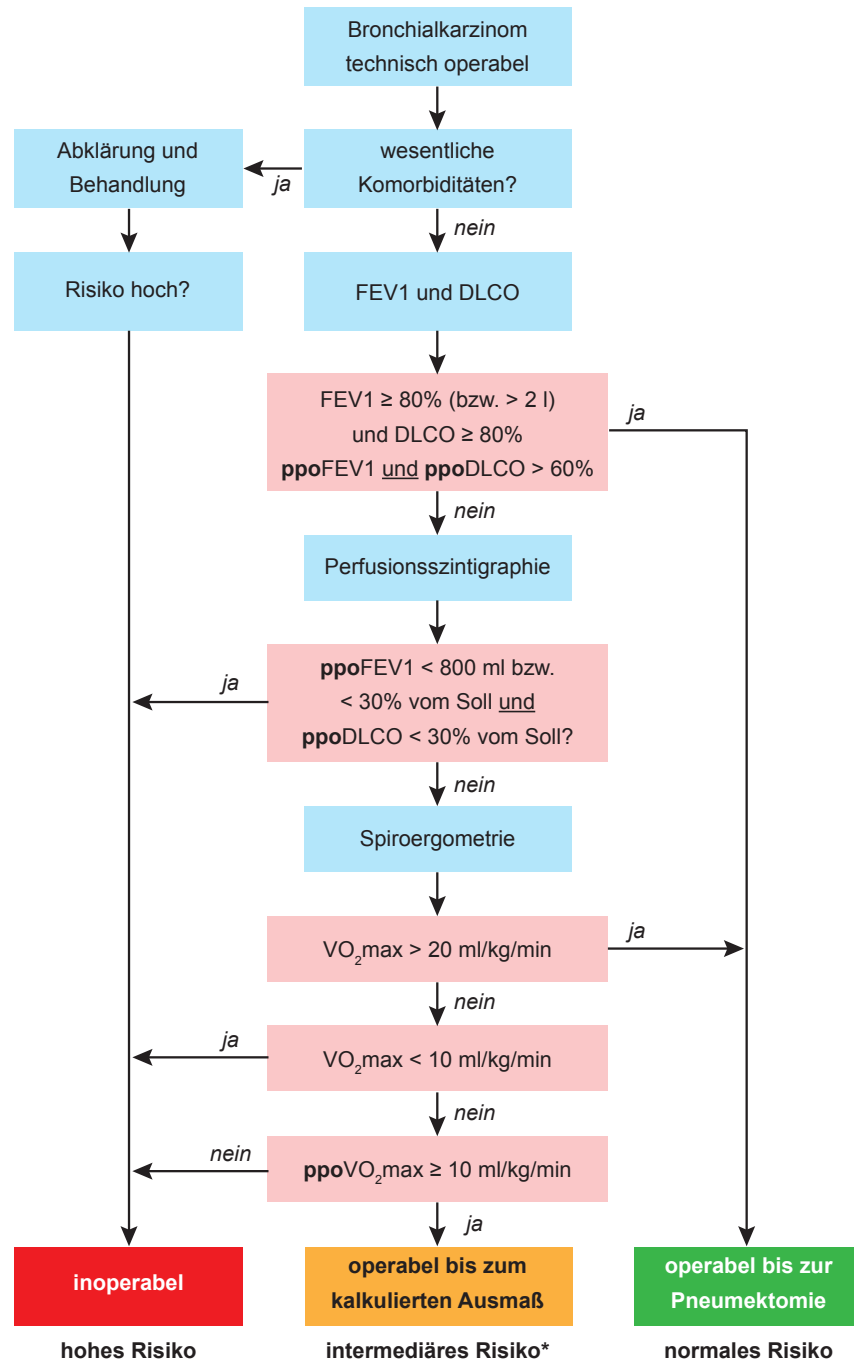 Bronchialkarzinom
technisch operabel
Abklärung und
Behandlung
ja
wesentliche
Komorbiditäten?
nein
Risiko hoch?
FEV1 und DLCO
FEV1 ≥ 80% (bzw. > 2 l)
und DLCO ≥ 80%
ppoFEV1 und ppoDLCO > 60%
ja
nein
Perfusionsszintigraphie
ppoFEV1 < 800 ml bzw.
< 30% vom Soll und
ppoDLCO < 30% vom Soll?
ja
nein
Spiroergometrie
VO₂max > 20 ml/kg/min
ja
nein
VO₂max < 10 ml/kg/min
ja
nein
ppoVO₂max ≥ 10 ml/kg/min
nein
ja
inoperabel
operabel bis zum
kalkulierten Ausmaß
operabel bis zur
Pneumektomie
hohes Risiko
intermediäres Risiko*
normales Risiko